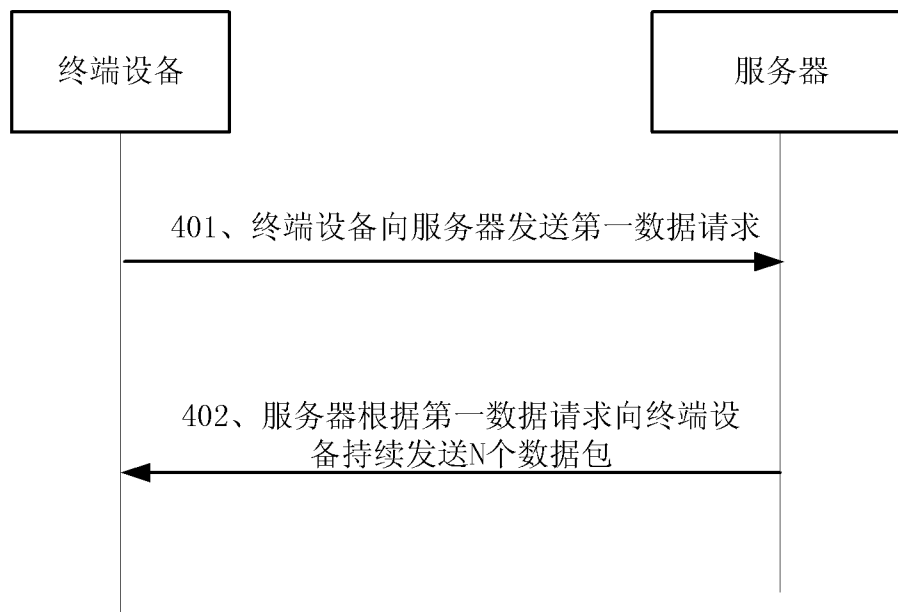 终端设备
服务器
401、终端设备向服务器发送第一数据请求
402、服务器根据第一数据请求向终端设
备持续发送N个数据包